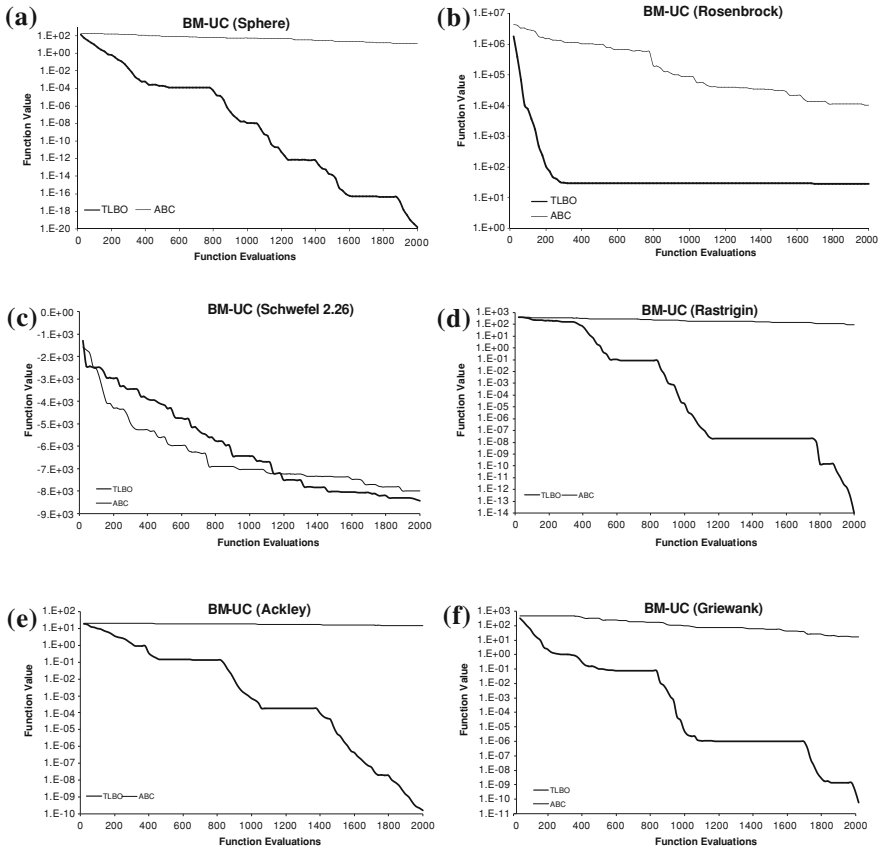 (a)
BM-UC (Sphere)
Function Value
1.E+02
1.E+00
1.E-02
1.E-04
1.E-06
1.E-08
1.E-10
1.E-12
1.E-14
1.E-16
1.E-18
1.E-20
TLBO
ABC
0 200 400 600 800 1000 1200 1400 1600 1800 2000
Function Evaluations
(b)
BM-UC (Rosenbrock)
Function Value
1.E+07
1.E+06
1.E+05
1.E+04
1.E+03
1.E+02
1.E+01
1.E+00
TLBO
ABC
0 200 400 600 800 1000 1200 1400 1600 1800 2000
Function Evaluations
(c)
BM-UC (Schwefel 2.26)
Function Value
0.E+00
-1.E+03
-2.E+03
-3.E+03
-4.E+03
-5.E+03
-6.E+03
-7.E+03
-8.E+03
-9.E+03
TLBO
ABC
0 200 400 600 800 1000 1200 1400 1600 1800 2000
Function Evaluations
(d)
BM-UC (Rastrigin)
Function Value
1.E+03
1.E+02
1.E+01
1.E+00
1.E-01
1.E-02
1.E-03
1.E-04
1.E-05
1.E-06
1.E-07
1.E-08
1.E-09
1.E-10
1.E-11
1.E-12
1.E-13
1.E-14
TLBO
ABC
0 200 400 600 800 1000 1200 1400 1600 1800 2000
Function Evaluations
(e)
BM-UC (Ackley)
Function Value
1.E+02
1.E+01
1.E+00
1.E-01
1.E-02
1.E-03
1.E-04
1.E-05
1.E-06
1.E-07
1.E-08
1.E-09
1.E-10
TLBO
ABC
0 200 400 600 800 1000 1200 1400 1600 1800 2000
Function Evaluations
(f)
BM-UC (Griewank)
Function Value
1.E+03
1.E+02
1.E+01
1.E+00
1.E-01
1.E-02
1.E-03
1.E-04
1.E-05
1.E-06
1.E-07
1.E-08
1.E-09
1.E-10
1.E-11
TLBO
ABC
0 200 400 600 800 1000 1200 1400 1600 1800 2000
Function Evaluations